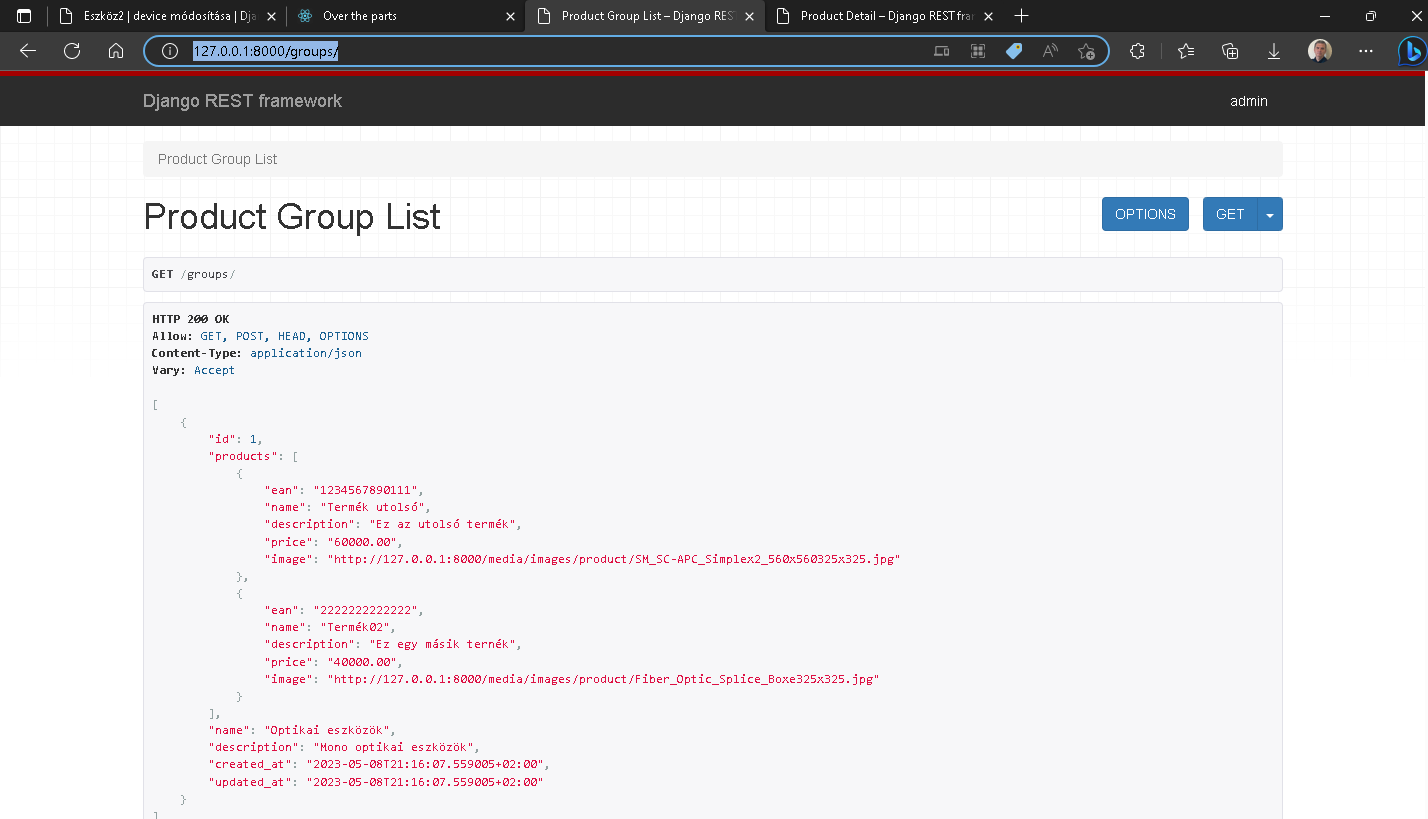 Eszköz2 | device módosítása | Dja
Over the parts
Product Group List – Django REST
Product Detail – Django REST fram
127.0.0.1:8000/groups/
Django REST framework
admin
Product Group List
Product Group List
OPTIONS
GET
GET /groups/
HTTP 200 OK
Allow: GET, POST, HEAD, OPTIONS
Content-Type: application/json
Vary: Accept
[
{
"id": 1,
"products": [
{
"ean": "1234567890111",
"name": "Termék utolsó",
"description": "Ez az utolsó termék",
"price": "60000.00",
"image": "http://127.0.0.1:8000/media/images/product/SM_SC-APC_Simplex2_560x560325x325.jpg"
},
{
"ean": "2222222222222",
"name": "Termék02",
"description": "Ez egy másik ternék",
"price": "40000.00",
"image": "http://127.0.0.1:8000/media/images/product/Fiber_Optic_Splice_Boxe325x325.jpg"
}
],
"name": "Optikai eszközök",
"description": "Mono optikai eszközök",
"created_at": "2023-05-08T21:16:07.559005+02:00",
"updated_at": "2023-05-08T21:16:07.559005+02:00"
}
]